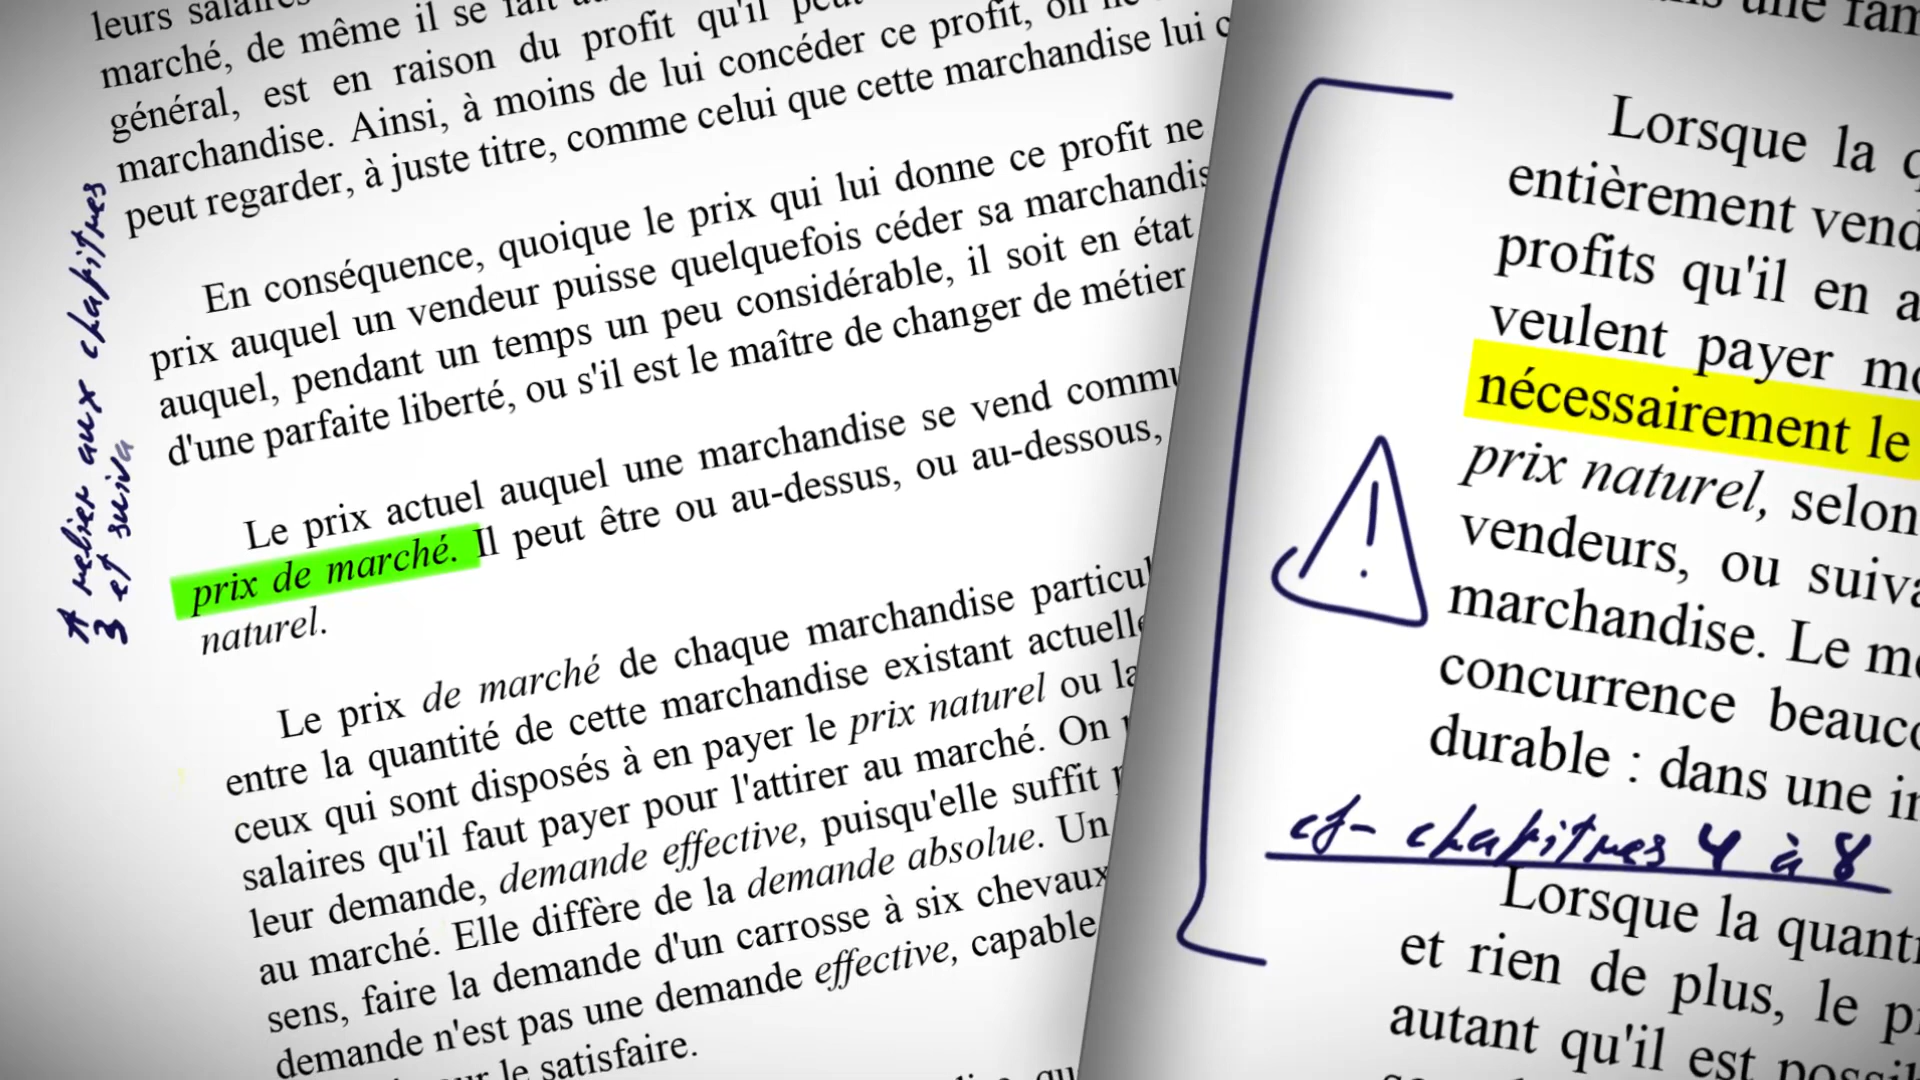 leurs salaires
marché, de même il se fait
général, est en raison du profit qu'il
marchandise. Ainsi, à moins de lui concéder ce profit, on ne
peut regarder, à juste titre, comme celui que cette marchandise lui c
En conséquence, quoique le prix qui lui donne ce profit ne
prix auquel un vendeur puisse quelquefois céder sa marchandis
auquel, pendant un temps un peu considérable, il soit en état
d'une parfaite liberté, ou s'il est le maître de changer de métier
Le prix actuel auquel une marchandise se vend commu
prix de marché. Il peut être ou au-dessus, ou au-dessous,
naturel.
Le prix de marché de chaque marchandise particul
entre la quantité de cette marchandise existant actuelle
ceux qui sont disposés à en payer le prix naturel ou la
salaires qu'il faut payer pour l'attirer au marché. On
leur demande, demande effective, puisqu'elle suffit
au marché. Elle diffère de la demande absolue. Un
sens, faire la demande d'un carrosse à six chevaux
demande n'est pas une demande effective, capable
le satisfaire.
A relier aux chapitres
3 et suiva
une fam
Lorsque la q
entièrement vend
profits qu'il en a
veulent payer mo
nécessairement le
prix naturel, selon
vendeurs, ou suiva
marchandise. Le mo
concurrence beauco
durable : dans une in
cf- chapitres 4 à 8
Lorsque la quanti
et rien de plus, le p
autant qu'il est possi